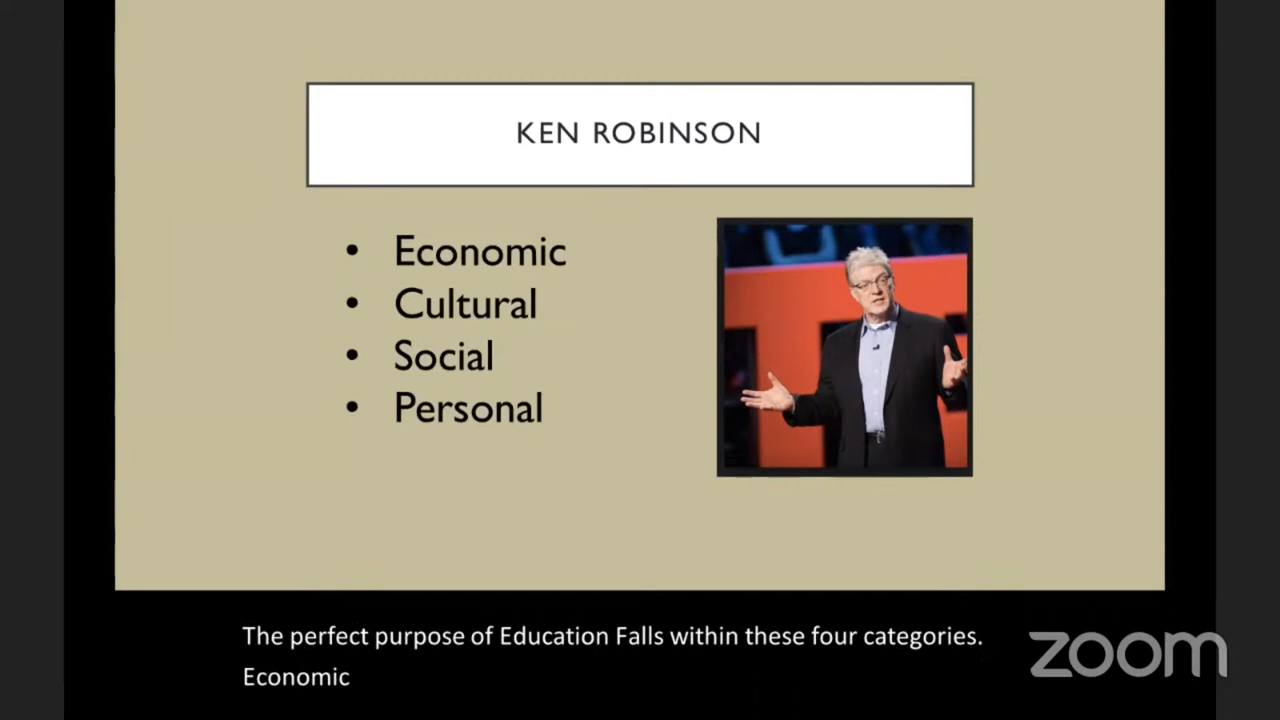 KEN ROBINSON
• Economic
• Cultural
• Social
• Personal
The perfect purpose of Education Falls within these four categories.
Economic
zoom